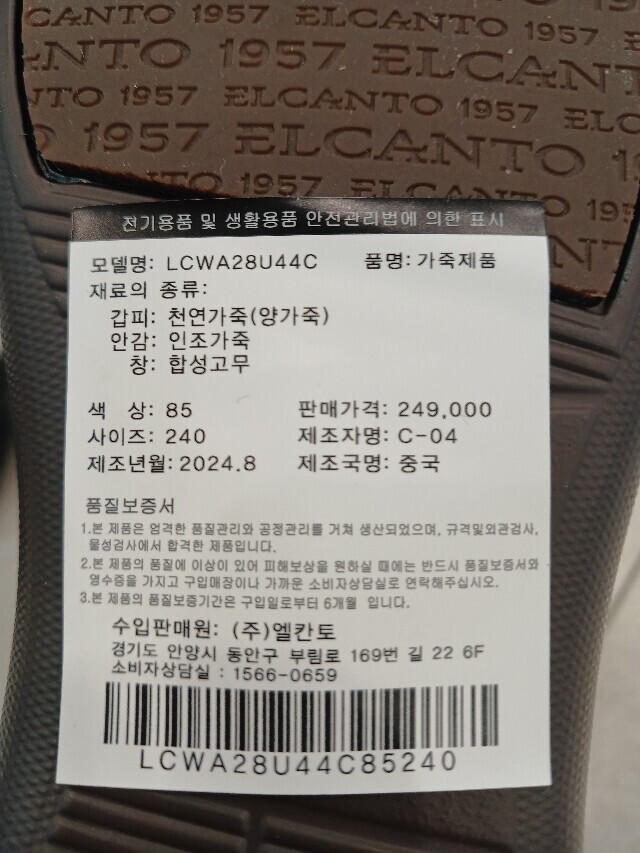 CANTO 1957 ELCANTO 1957
NTO 1957 ELCANT
TO 1957 ELCANTO 1957 ELC
1957 ELCANTO
1957 ELCANTO 195
전기용품 및 생활용품 안전관리법에 의한 표시
모델명: LCWA28U44C 품명: 가죽제품
재료의 종류:
갑피: 천연가죽(양가죽)
안감: 인조가죽
창: 합성고무
색 상: 85 판매가격: 249,000
사이즈: 240 제조자명: C-04
제조년월: 2024.8 제조국명: 중국
품질보증서
1.본 제품은 엄격한 품질관리와 공정관리를 거쳐 생산되었으며, 규격및외관검사,
물성검사에서 합격한 제품입니다.
2.본 제품의 품질에 이상이 있어 피해보상을 원하실 때에는 반드시 품질보증서와
영수증을 가지고 구입매장이나 가까운 소비자상담실로 연락해주십시오.
3.본 제품의 품질보증기간은 구입일로부터 6개월 입니다.
수입판매원: (주)엘칸토
경기도 안양시 동안구 부림로 169번 길 22 6F
소비자상담실 : 1566-0659
LCWA28U44C85240